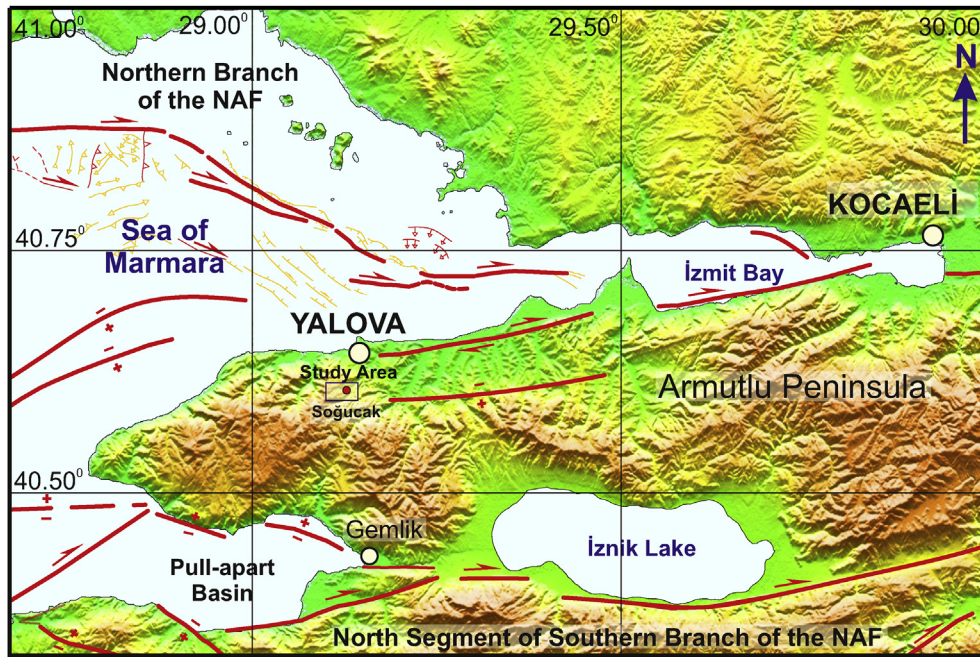 41.00⁰
29.00⁰
29.50⁰
30.00⁰
N
Northern Branch
of the NAF
KOCAELİ
Sea of
Marmara
40.75⁰
İzmit Bay
YALOVA
Study Area
Soğucak
Armutlu Peninsula
40.50⁰
Gemlik
İznik Lake
Pull-apart
Basin
North Segment of Southern Branch of the NAF